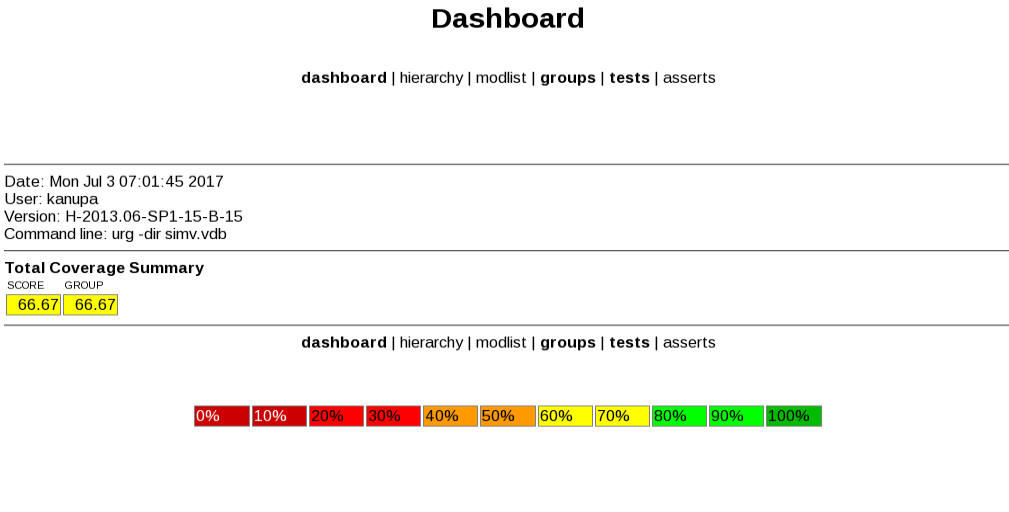 Dashboard
dashboard | hierarchy | modlist | groups | tests | asserts
Date: Mon Jul 3 07:01:45 2017
User: kanupa
Version: H-2013.06-SP1-15-B-15
Command line: urg -dir simv.vdb
Total Coverage Summary
SCORE GROUP
66.67 66.67
dashboard | hierarchy | modlist | groups | tests | asserts
0% 10% 20% 30% 40% 50% 60% 70% 80% 90% 100%